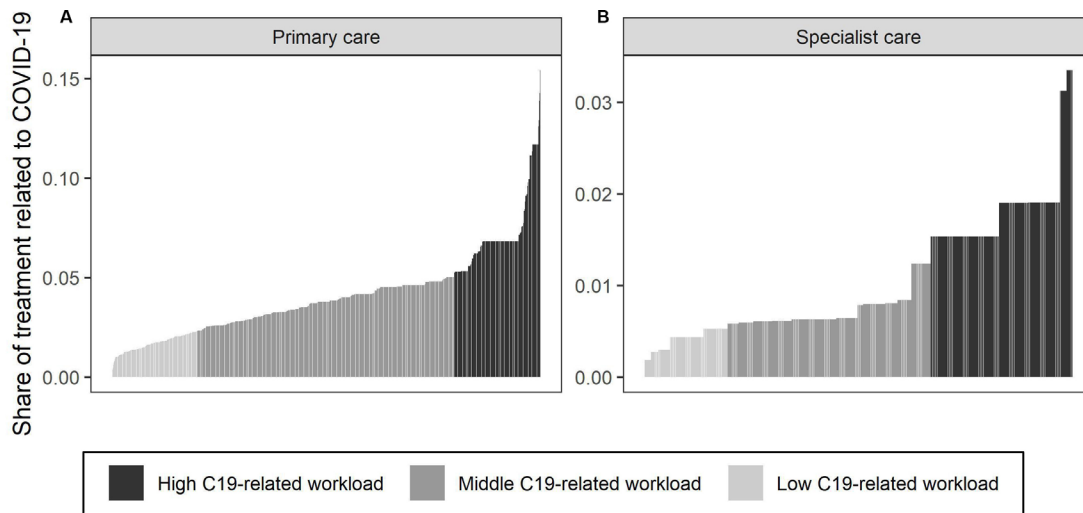 Share of treatment related to COVID-19
A
Primary care
0.15
0.10
0.05
0.00
B
Specialist care
0.03
0.02
0.01
0.00
High C19-related workload
Middle C19-related workload
Low C19-related workload